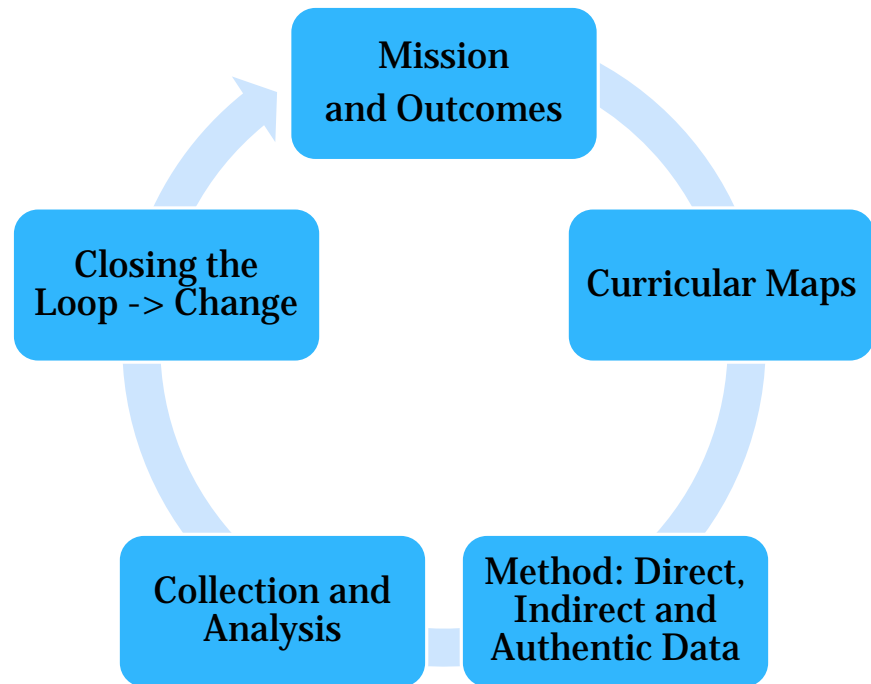 Mission
and Outcomes
Curricular Maps
Method: Direct,
Indirect and
Authentic Data
Collection and
Analysis
Closing the
Loop -> Change